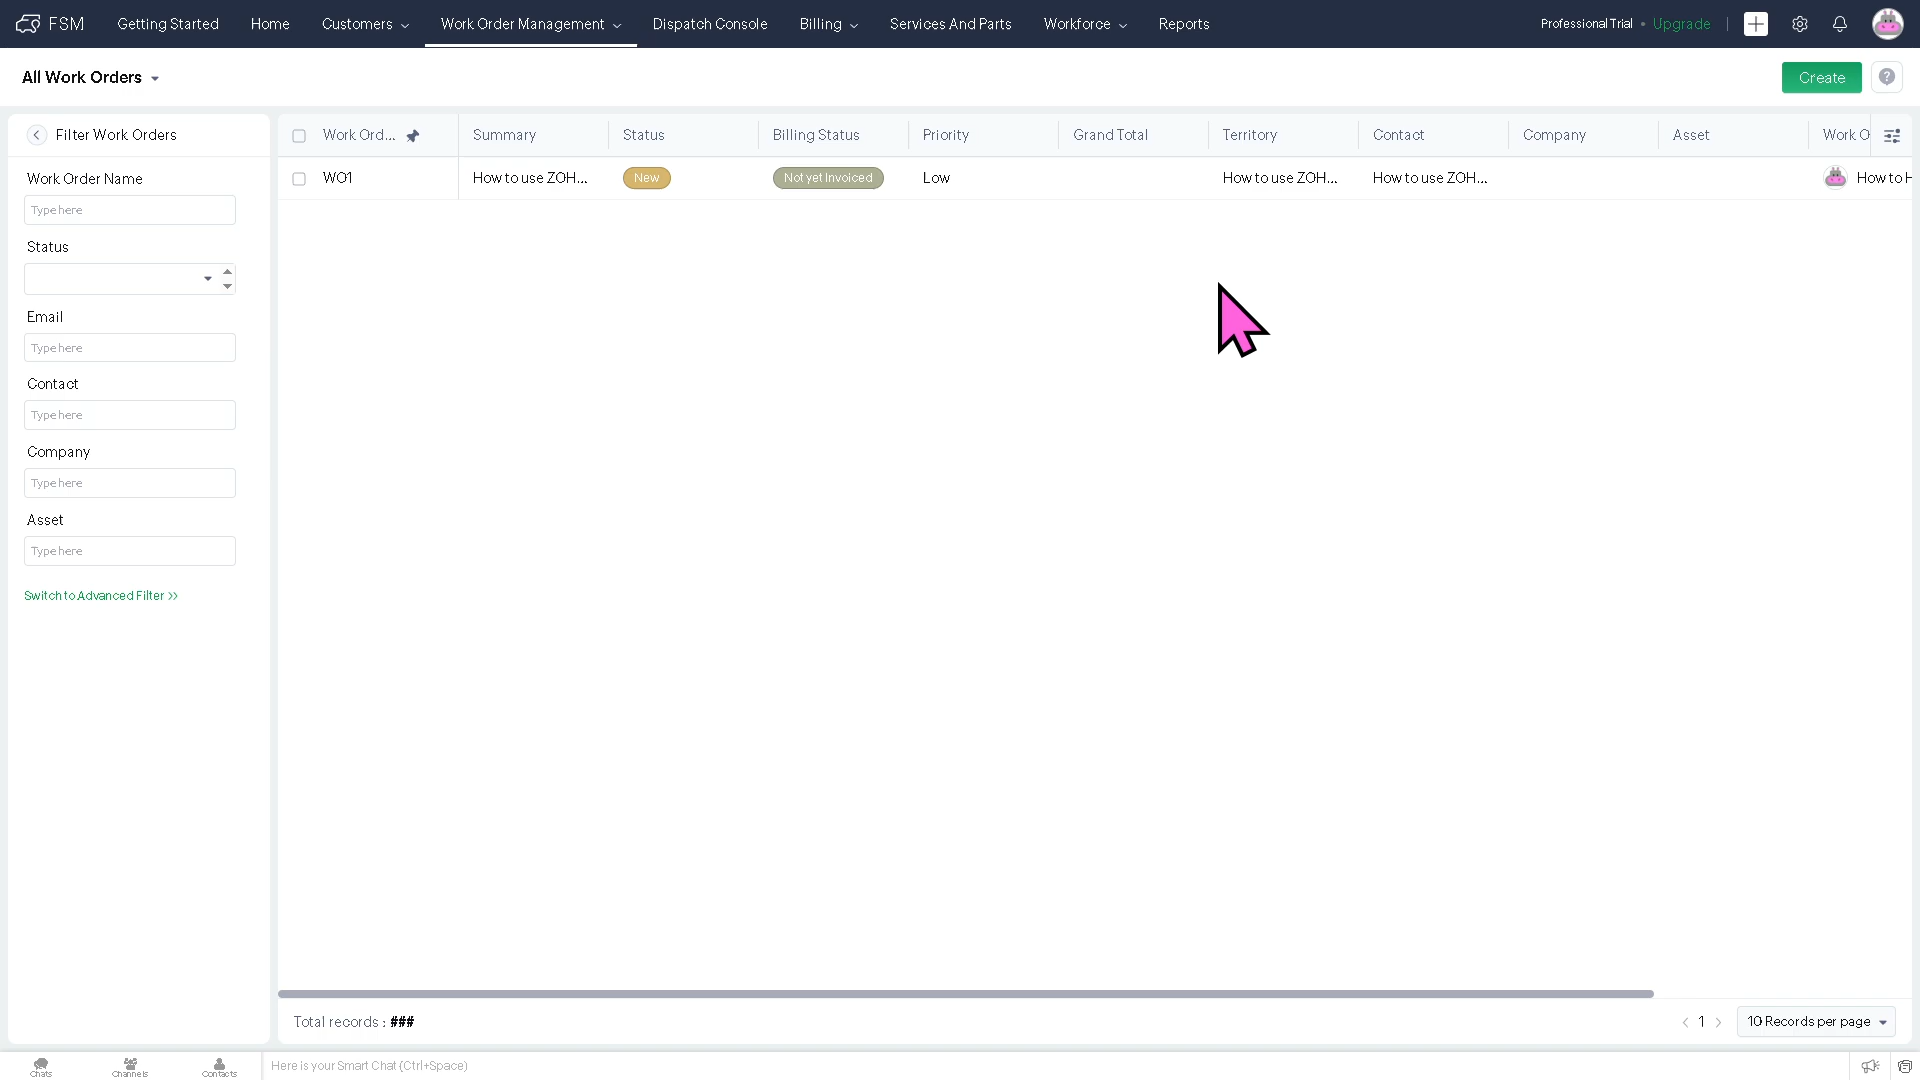 FSM Getting Started Home Customers Work Order Management Dispatch Console Billing Services And Parts Workforce Reports Professional Trial • Upgrade
All Work Orders Create
Filter Work Orders
Work Ord... Summary Status Billing Status Priority Grand Total Territory Contact Company Asset Work O
WO1 How to use ZOH... New Not yet Invoiced Low How to use ZOH... How to use ZOH... How to H
Work Order Name
Type here
Status
Email
Type here
Contact
Type here
Company
Type here
Asset
Type here
Switch to Advanced Filter >>
Total records : ### 1 10 Records per page
Chats Channels Contacts Here is your Smart Chat (Ctrl+Space)